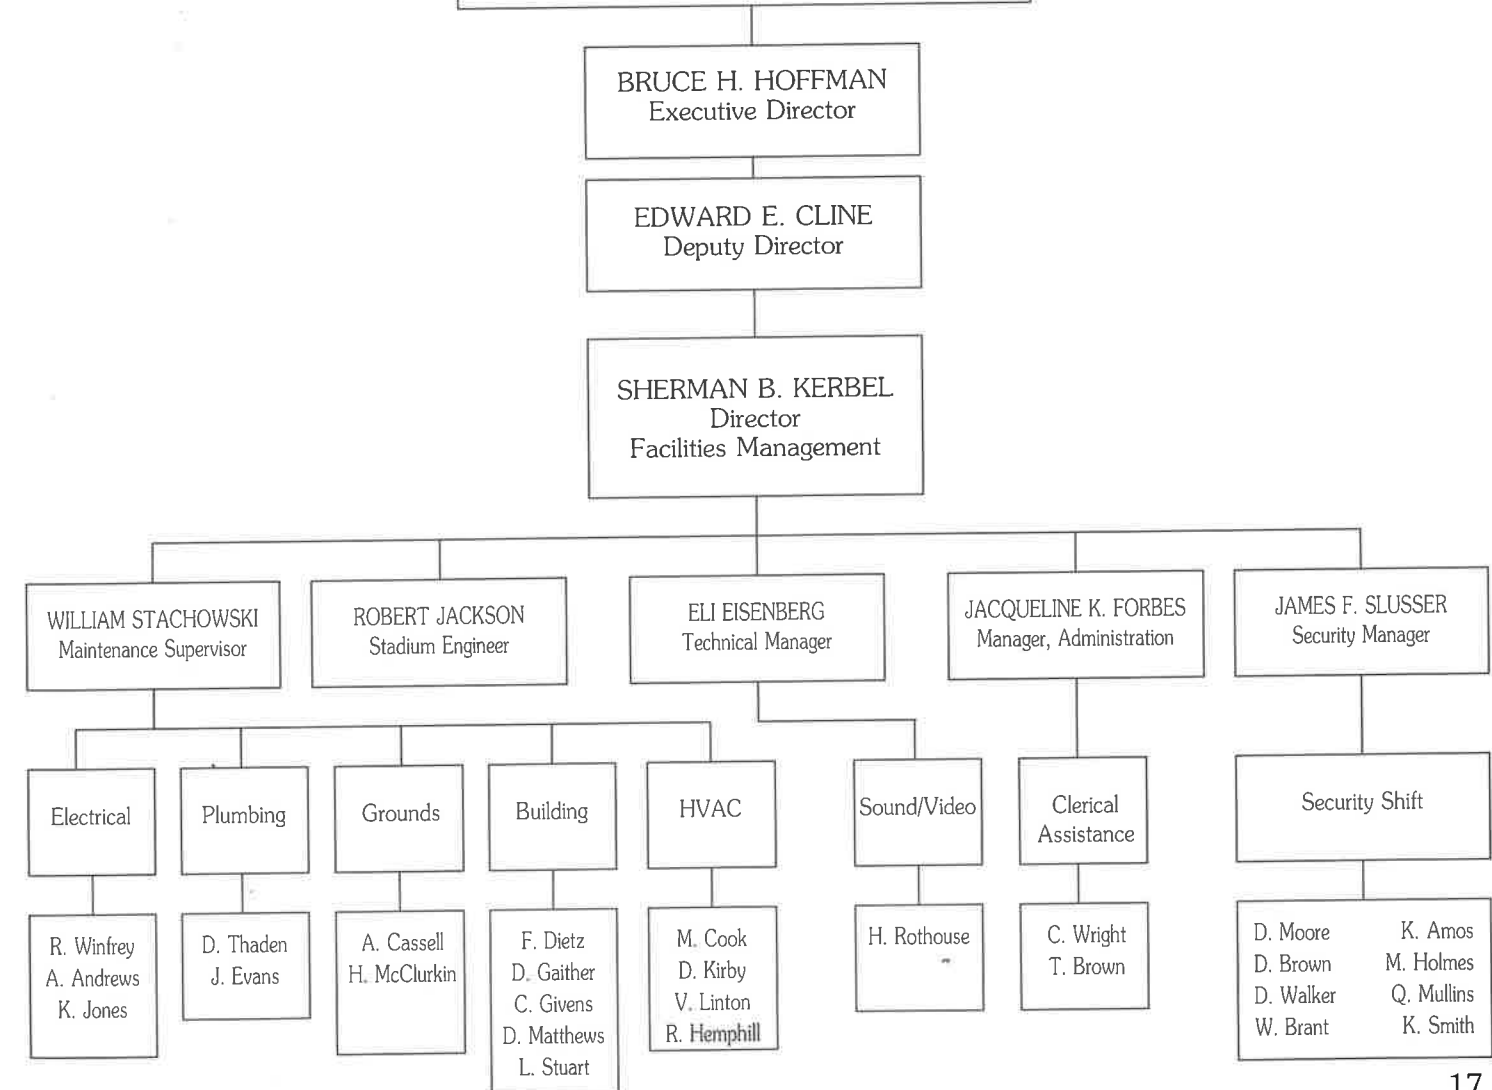 BRUCE H. HOFFMAN
Executive Director
EDWARD E. CLINE
Deputy Director
SHERMAN B. KERBEL
Director
Facilities Management
WILLIAM STACHOWSKI
Maintenance Supervisor
ROBERT JACKSON
Stadium Engineer
ELI EISENBERG
Technical Manager
JACQUELINE K. FORBES
Manager, Administration
JAMES F. SLUSSER
Security Manager
Electrical
Plumbing
Grounds
Building
HVAC
Sound/Video
Clerical
Assistance
Security Shift
R. Winfrey
A. Andrews
K. Jones
D. Thaden
J. Evans
A. Cassell
H. McClurkin
F. Dietz
D. Gaither
C. Givens
D. Matthews
L. Stuart
M. Cook
D. Kirby
V. Linton
R. Hemphill
H. Rothouse
C. Wright
T. Brown
D. Moore
D. Brown
D. Walker
W. Brant
K. Amos
M. Holmes
Q. Mullins
K. Smith
17